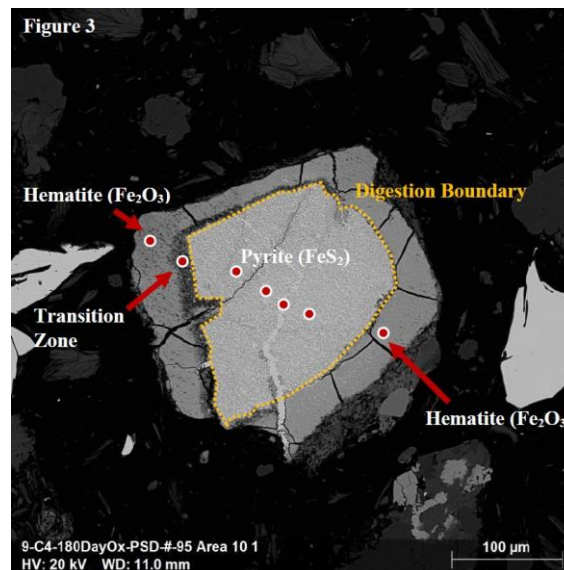 Figure 3
Hematite (Fe₂O₃)
Digestion Boundary
Pyrite (FeS₂)
Transition
Zone
Hematite (Fe₂O₃
9-C4-180DayOx-PSD-#-95 Area 10 1
HV: 20 kV WD: 11.0 mm
100 µm